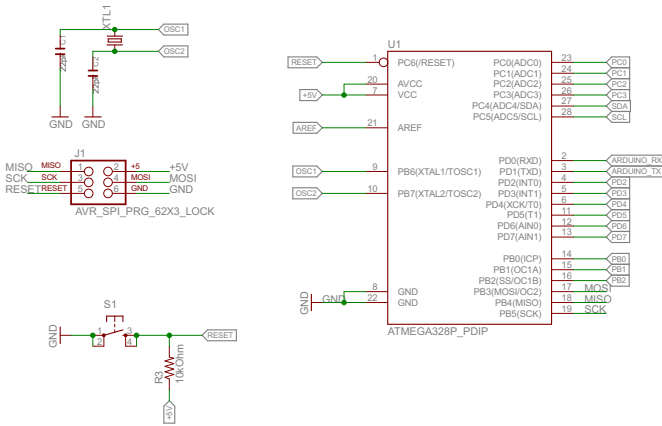 XTL1
OSC1
OSC2
C1
22pF
C2
22pF
GND
GND
J1
MISO MISO 1 2 +5 +5V
SCK SCK 3 4 MOSI MOSI
RESET RESET 5 6 GND GND
AVR_SPI_PRG_62X3_LOCK
S1
GND
1 3
2 4
RESET
R3
10kOhm
+5V
U1
RESET 1 PC6(/RESET) PC0(ADC0) 23 PC0
PC1(ADC1) 24 PC1
20 AVCC PC2(ADC2) 25 PC2
+5V 7 VCC PC3(ADC3) 26 PC3
PC4(ADC4/SDA) 27 SDA
PC5(ADC5/SCL) 28 SCL
AREF 21 AREF
PD0(RXD) 2 ARDUINO_RX
OSC1 9 PB6(XTAL1/TOSC1) PD1(TXD) 3 ARDUINO_TX
PD2(INT0) 4 PD2
OSC2 10 PB7(XTAL2/TOSC2) PD3(INT1) 5 PD3
PD4(XCK/T0) 6 PD4
PD5(T1) 11 PD5
PD6(AIN0) 12 PD6
PD7(AIN1) 13 PD7
PB0(ICP) 14 PB0
PB1(OC1A) 15 PB1
PB2(SS/OC1B) 16 PB2
8 GND PB3(MOSI/OC2) 17 MOSI
GND GND 22 GND PB4(MISO) 18 MISO
PB5(SCK) 19 SCK
ATMEGA328P_PDIP